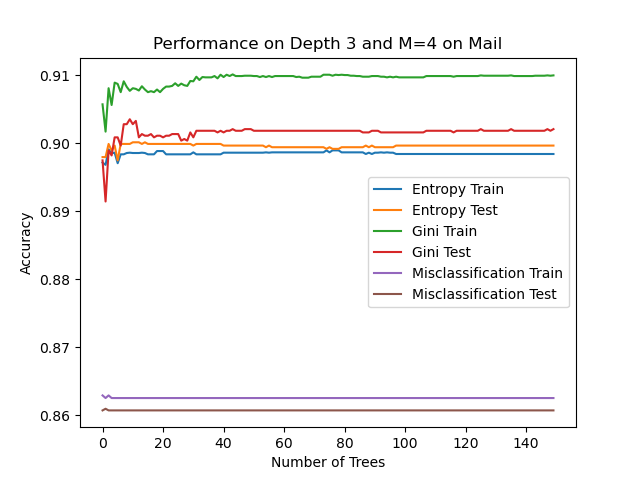 Performance on Depth 3 and M=4 on Mail
0.91
0.90
0.89
0.88
0.87
0.86
Accuracy
Entropy Train
Entropy Test
Gini Train
Gini Test
Misclassification Train
Misclassification Test
0 20 40 60 80 100 120 140
Number of Trees